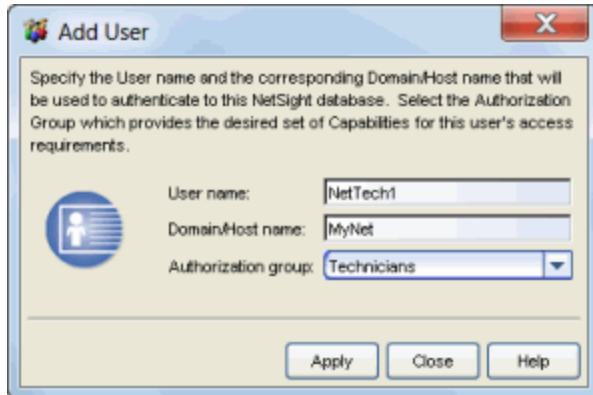 Add User
Specify the User name and the corresponding Domain/Host name that will
be used to authenticate to this NetSight database. Select the Authorization
Group which provides the desired set of Capabilities for this user's access
requirements.
User name: NetTech1
Domain/Host name: MyNet
Authorization group: Technicians
Apply Close Help